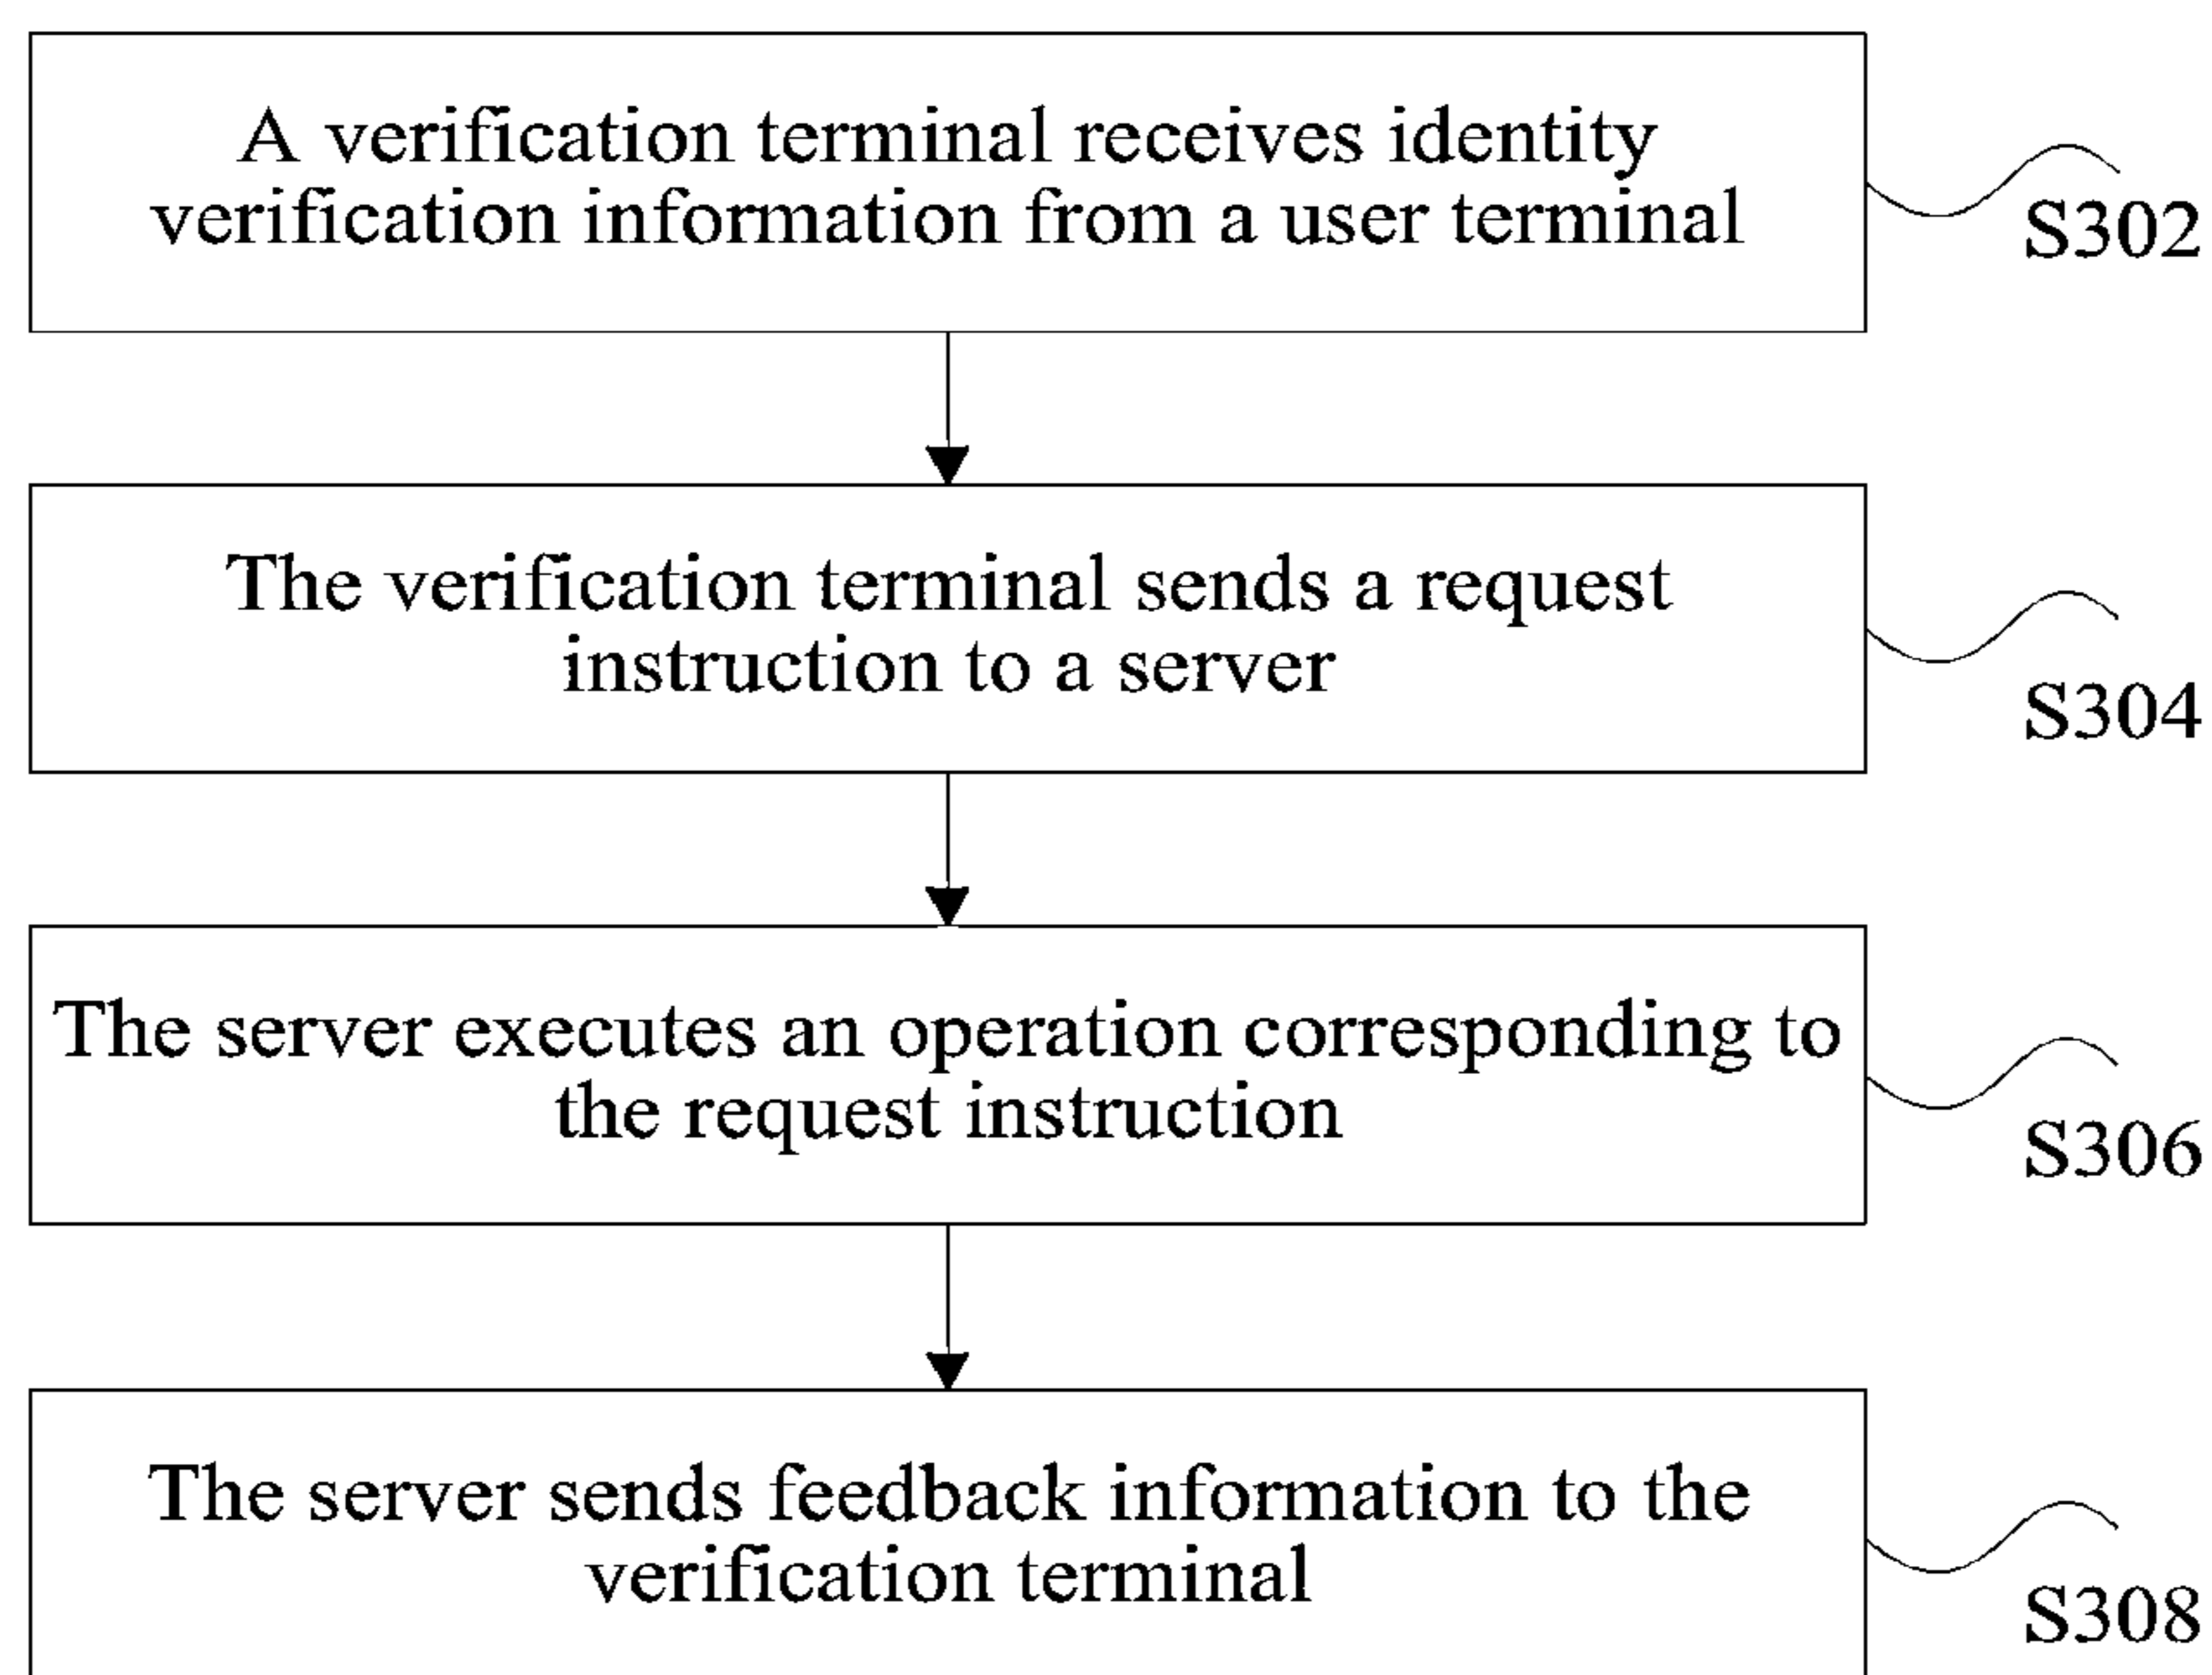 A verification terminal receives identity
verification information from a user terminal
S302
The verification terminal sends a request
instruction to a server
S304
The server executes an operation corresponding to
the request instruction
S306
The server sends feedback information to the
verification terminal
S308